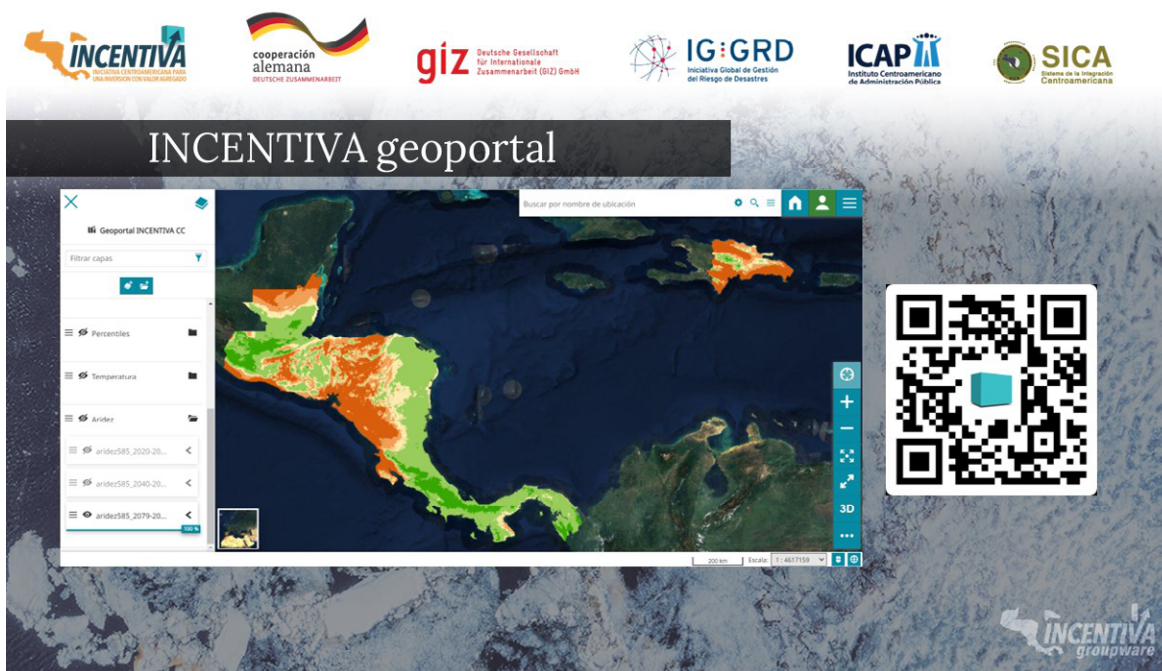 INCENTIVA
INICIATIVA CENTROAMERICANA PARA
UNA INVERSION CON VALOR AGREGADO
cooperación
alemana
DEUTSCHE ZUSAMMENARBEIT
giz
Deutsche Gesellschaft
für Internationale
Zusammenarbeit (GIZ) GmbH
IG:GRD
Iniciativa Global de Gestión
del Riesgo de Desastres
ICAP
Instituto Centroamericano
de Administración Pública
SICA
Sistema de la Integración
Centroamericana
INCENTIVA geoportal
Geoportal INCENTIVA CC
Filtrar capas
Percentiles
Temperatura
Aridez
aridez585_2020-20...
aridez585_2040-20...
aridez585_2079-20...
100 %
Buscar por nombre de ubicación
3D
200 km
Escala:
1 : 4617159
INCENTIVA
groupware